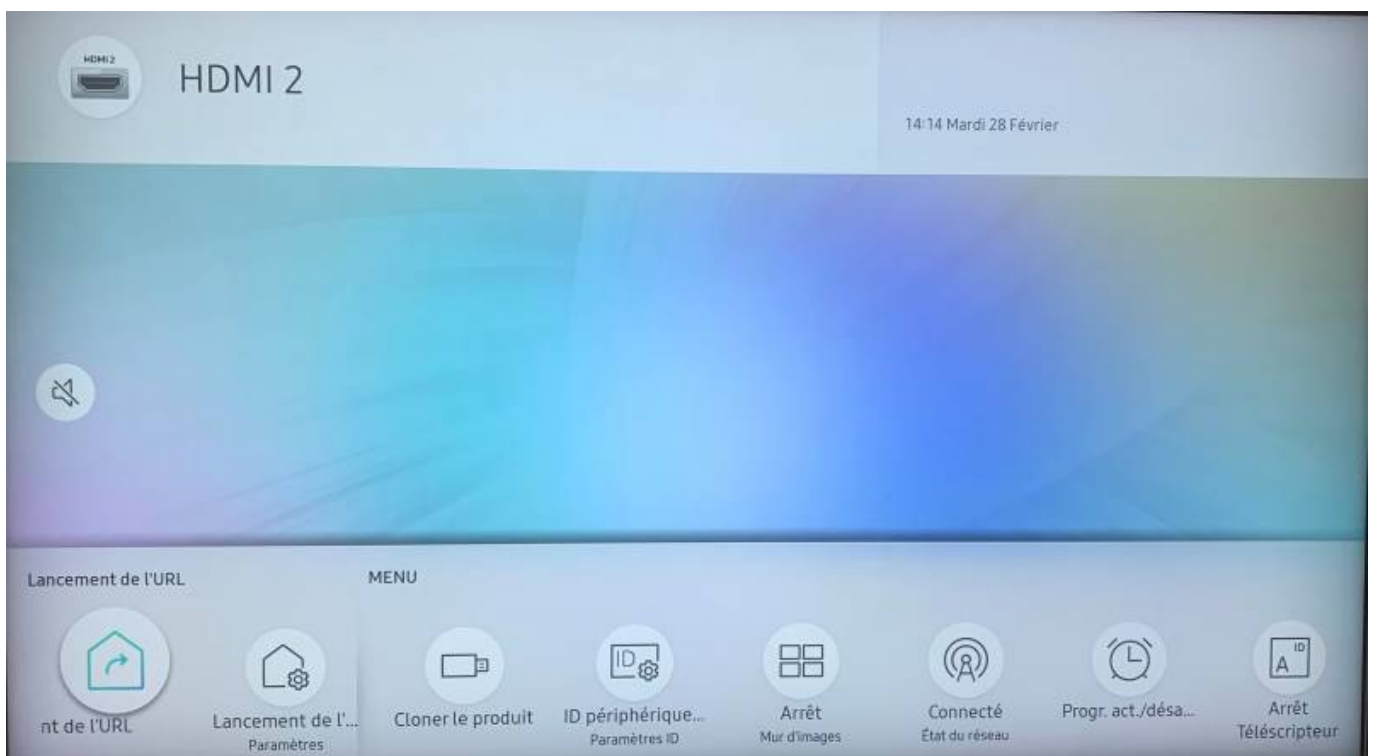 HDMI 2
HDMI 2
14:14 Mardi 28 Février
Lancement de l'URL
MENU
nt de l'URL
Lancement de l'...
Paramètres
Cloner le produit
ID
ID périphérique...
Paramètres ID
Arrêt
Mur d'images
Connecté
État du réseau
Progr. act./désa...
ID
A
Arrêt
Téléscripteur